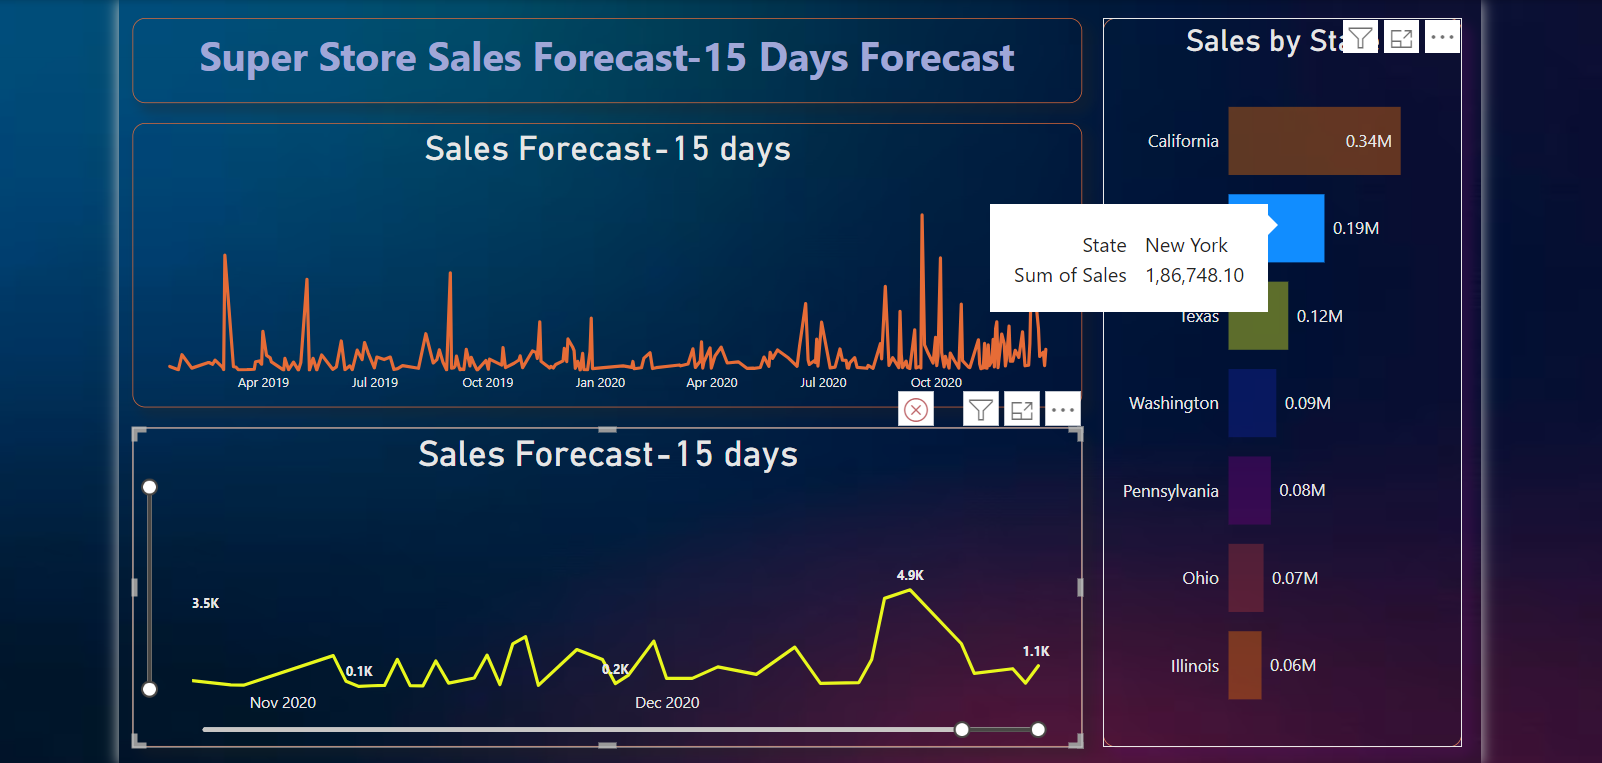 Super Store Sales Forecast-15 Days Forecast
Sales Forecast-15 days
Apr 2019
Jul 2019
Oct 2019
Jan 2020
Apr 2020
Jul 2020
Oct 2020
Sales Forecast-15 days
3.5K
0.1K
0.2K
4.9K
1.1K
Nov 2020
Dec 2020
Sales by Sta
California
0.34M
0.19M
State New York
Sum of Sales 1,86,748.10
Texas
0.12M
Washington
0.09M
Pennsylvania
0.08M
Ohio
0.07M
Illinois
0.06M